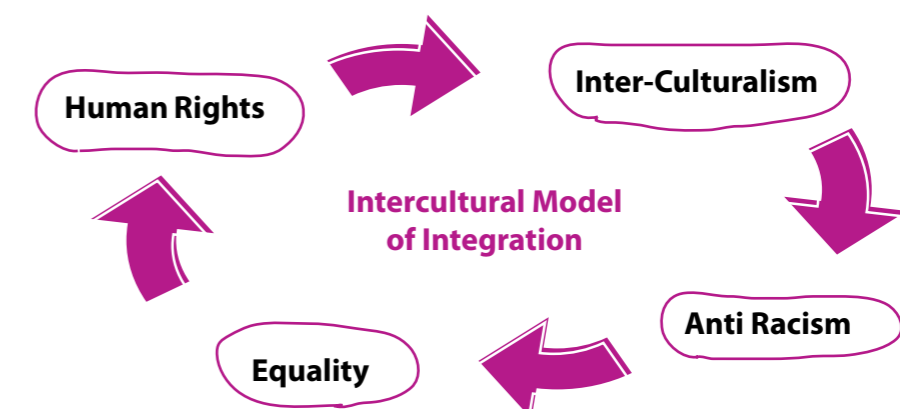 Human Rights
Inter-Culturalism
Intercultural Model
of Integration
Anti Racism
Equality